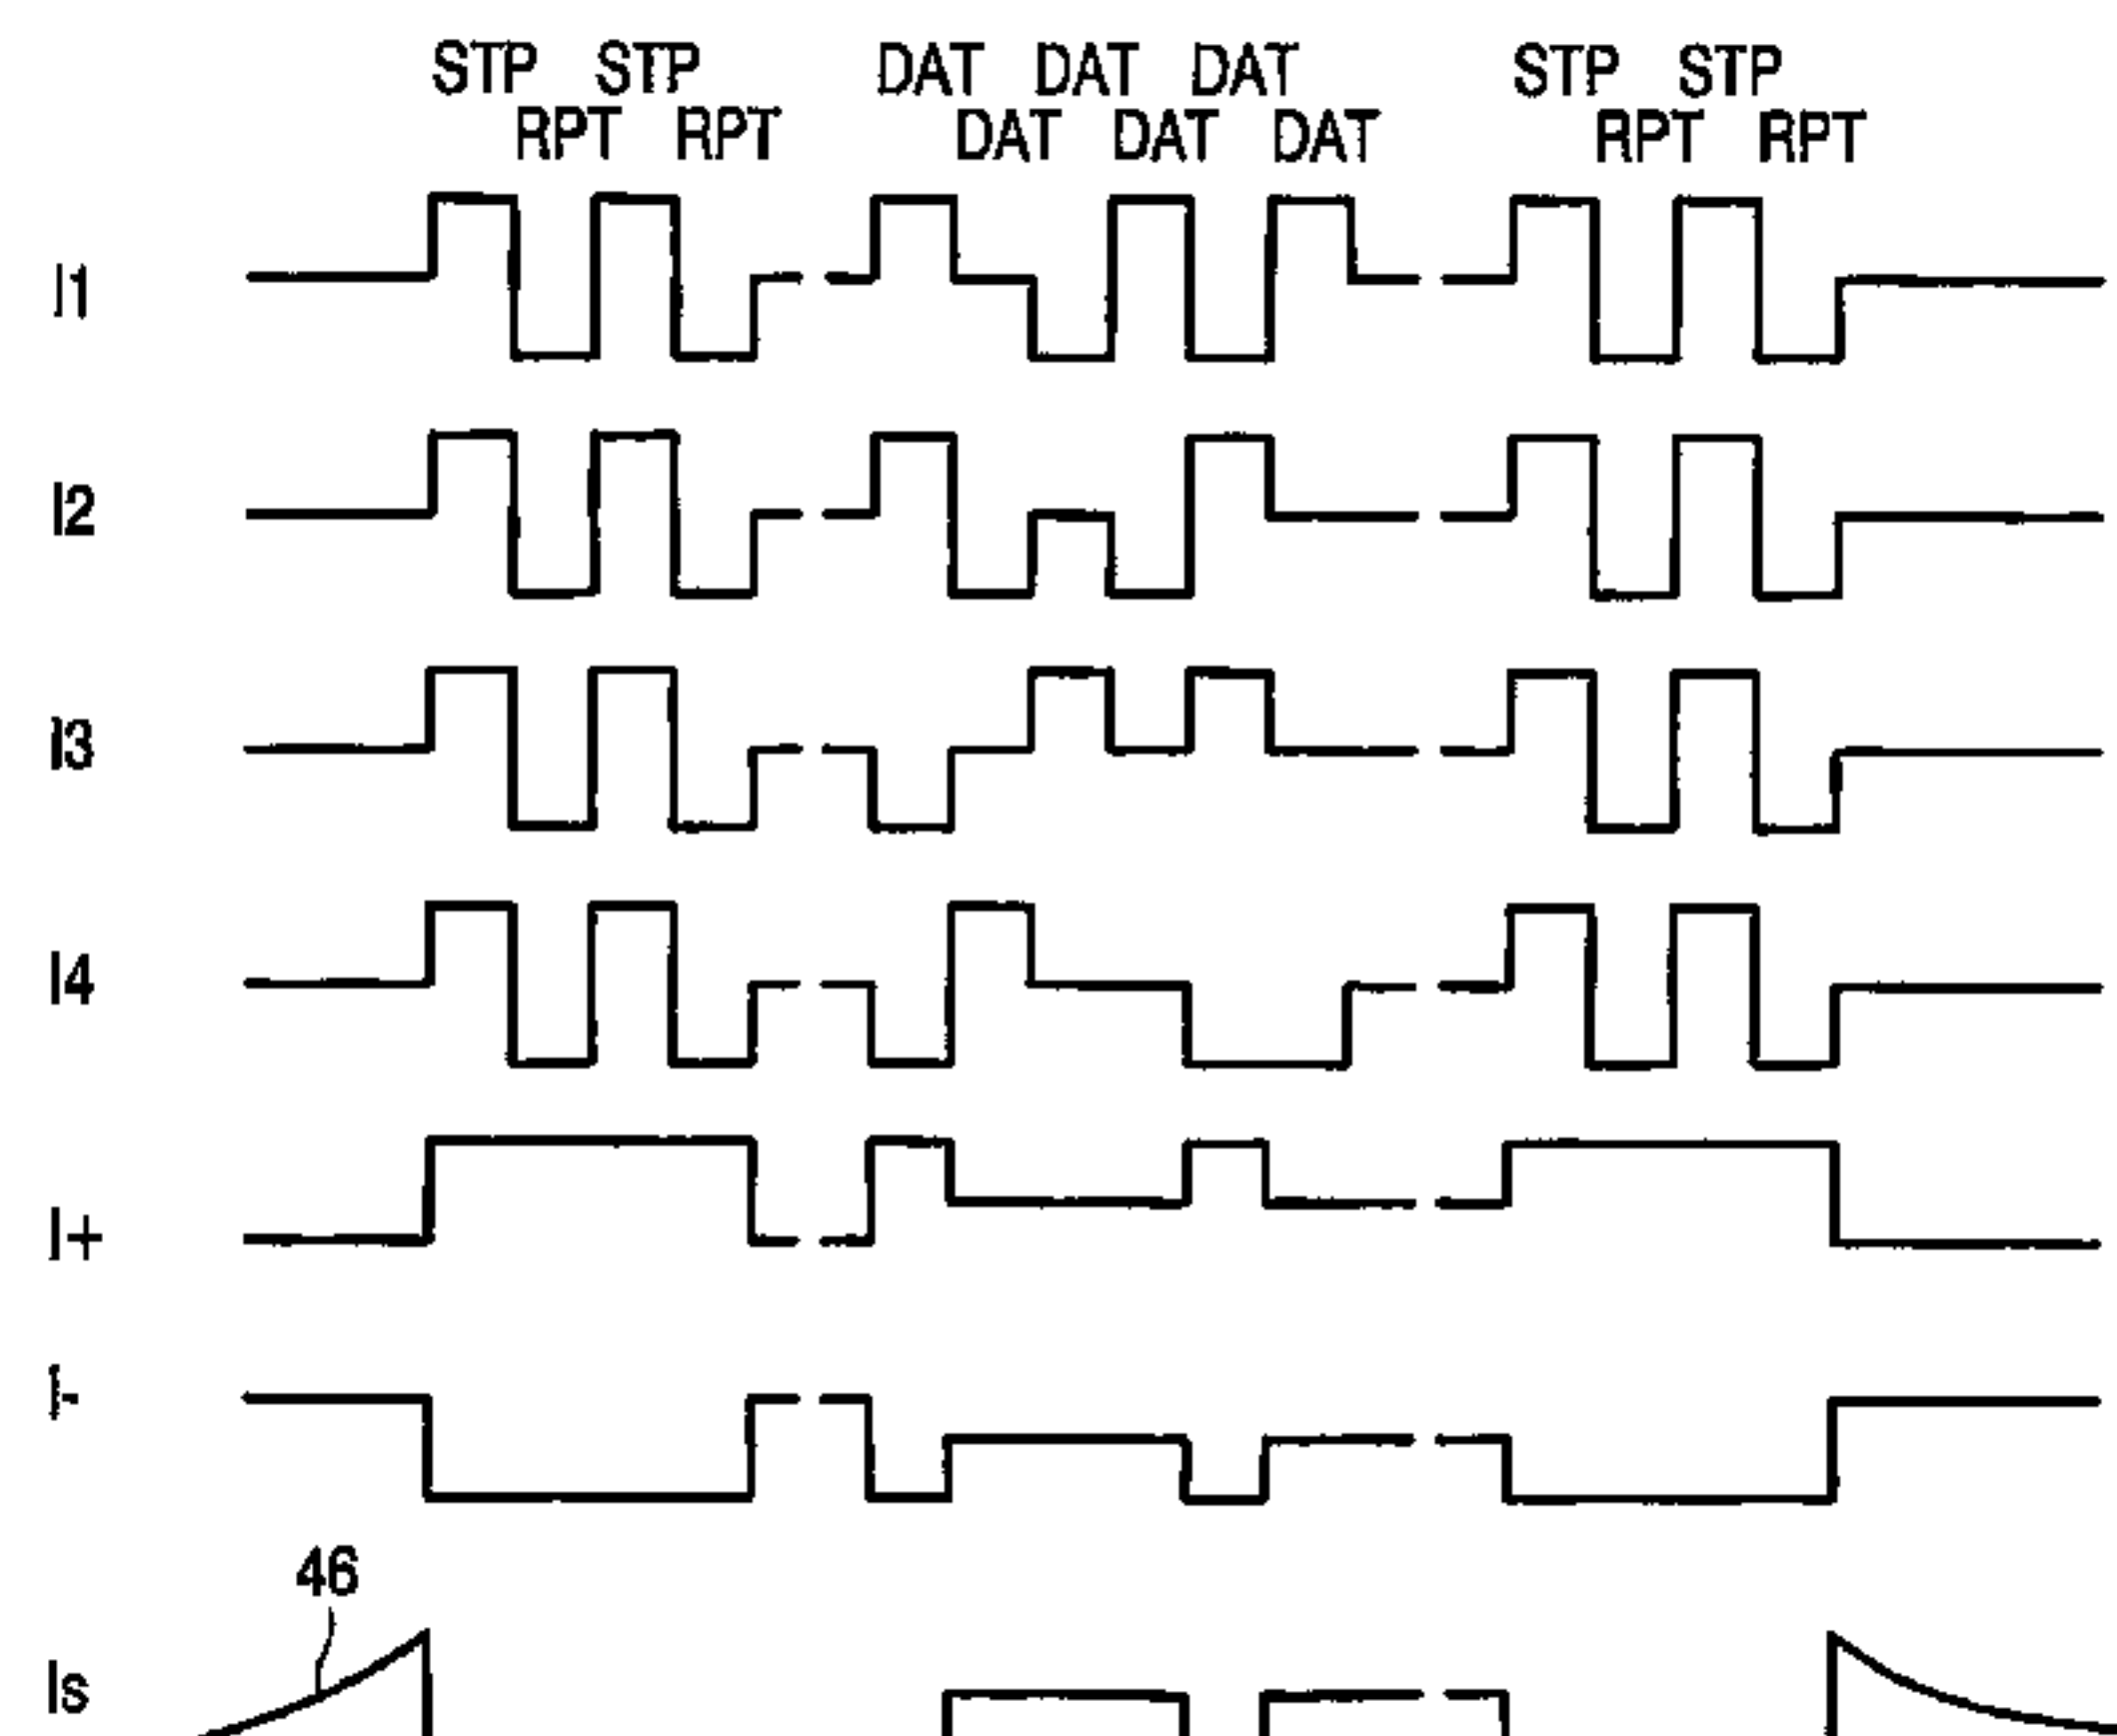 STP STP DAT DAT DAT STP STP
RPT RPT DAT DAT DAT RPT RPT
I1
I2
I3
I4
I+
I-
46
Is